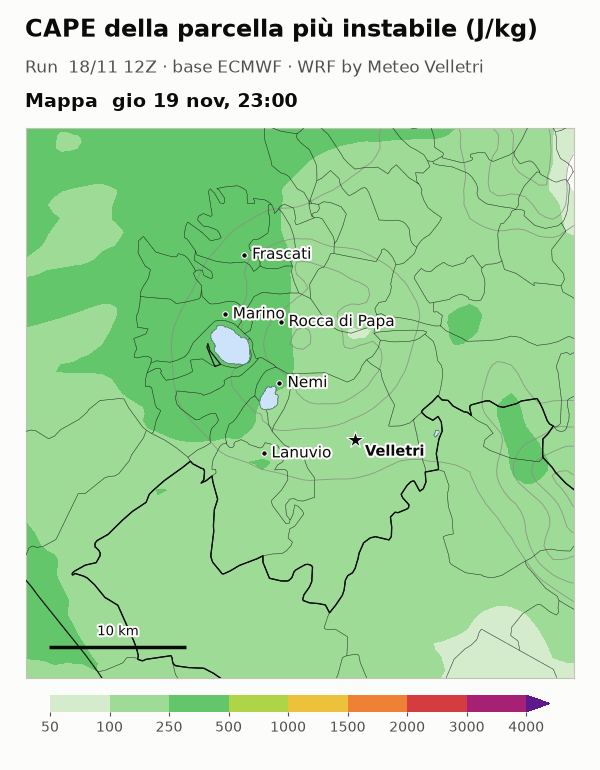 CAPE della parcella più instabile (J/kg)
Run  18/11 12Z · base ECMWF · WRF by Meteo Velletri
Mappa  gio 19 nov, 23:00
Frascati
Marino
Rocca di Papa
Nemi
Velletri
Lanuvio
10 km
50 100 250 500 1000 1500 2000 3000 4000